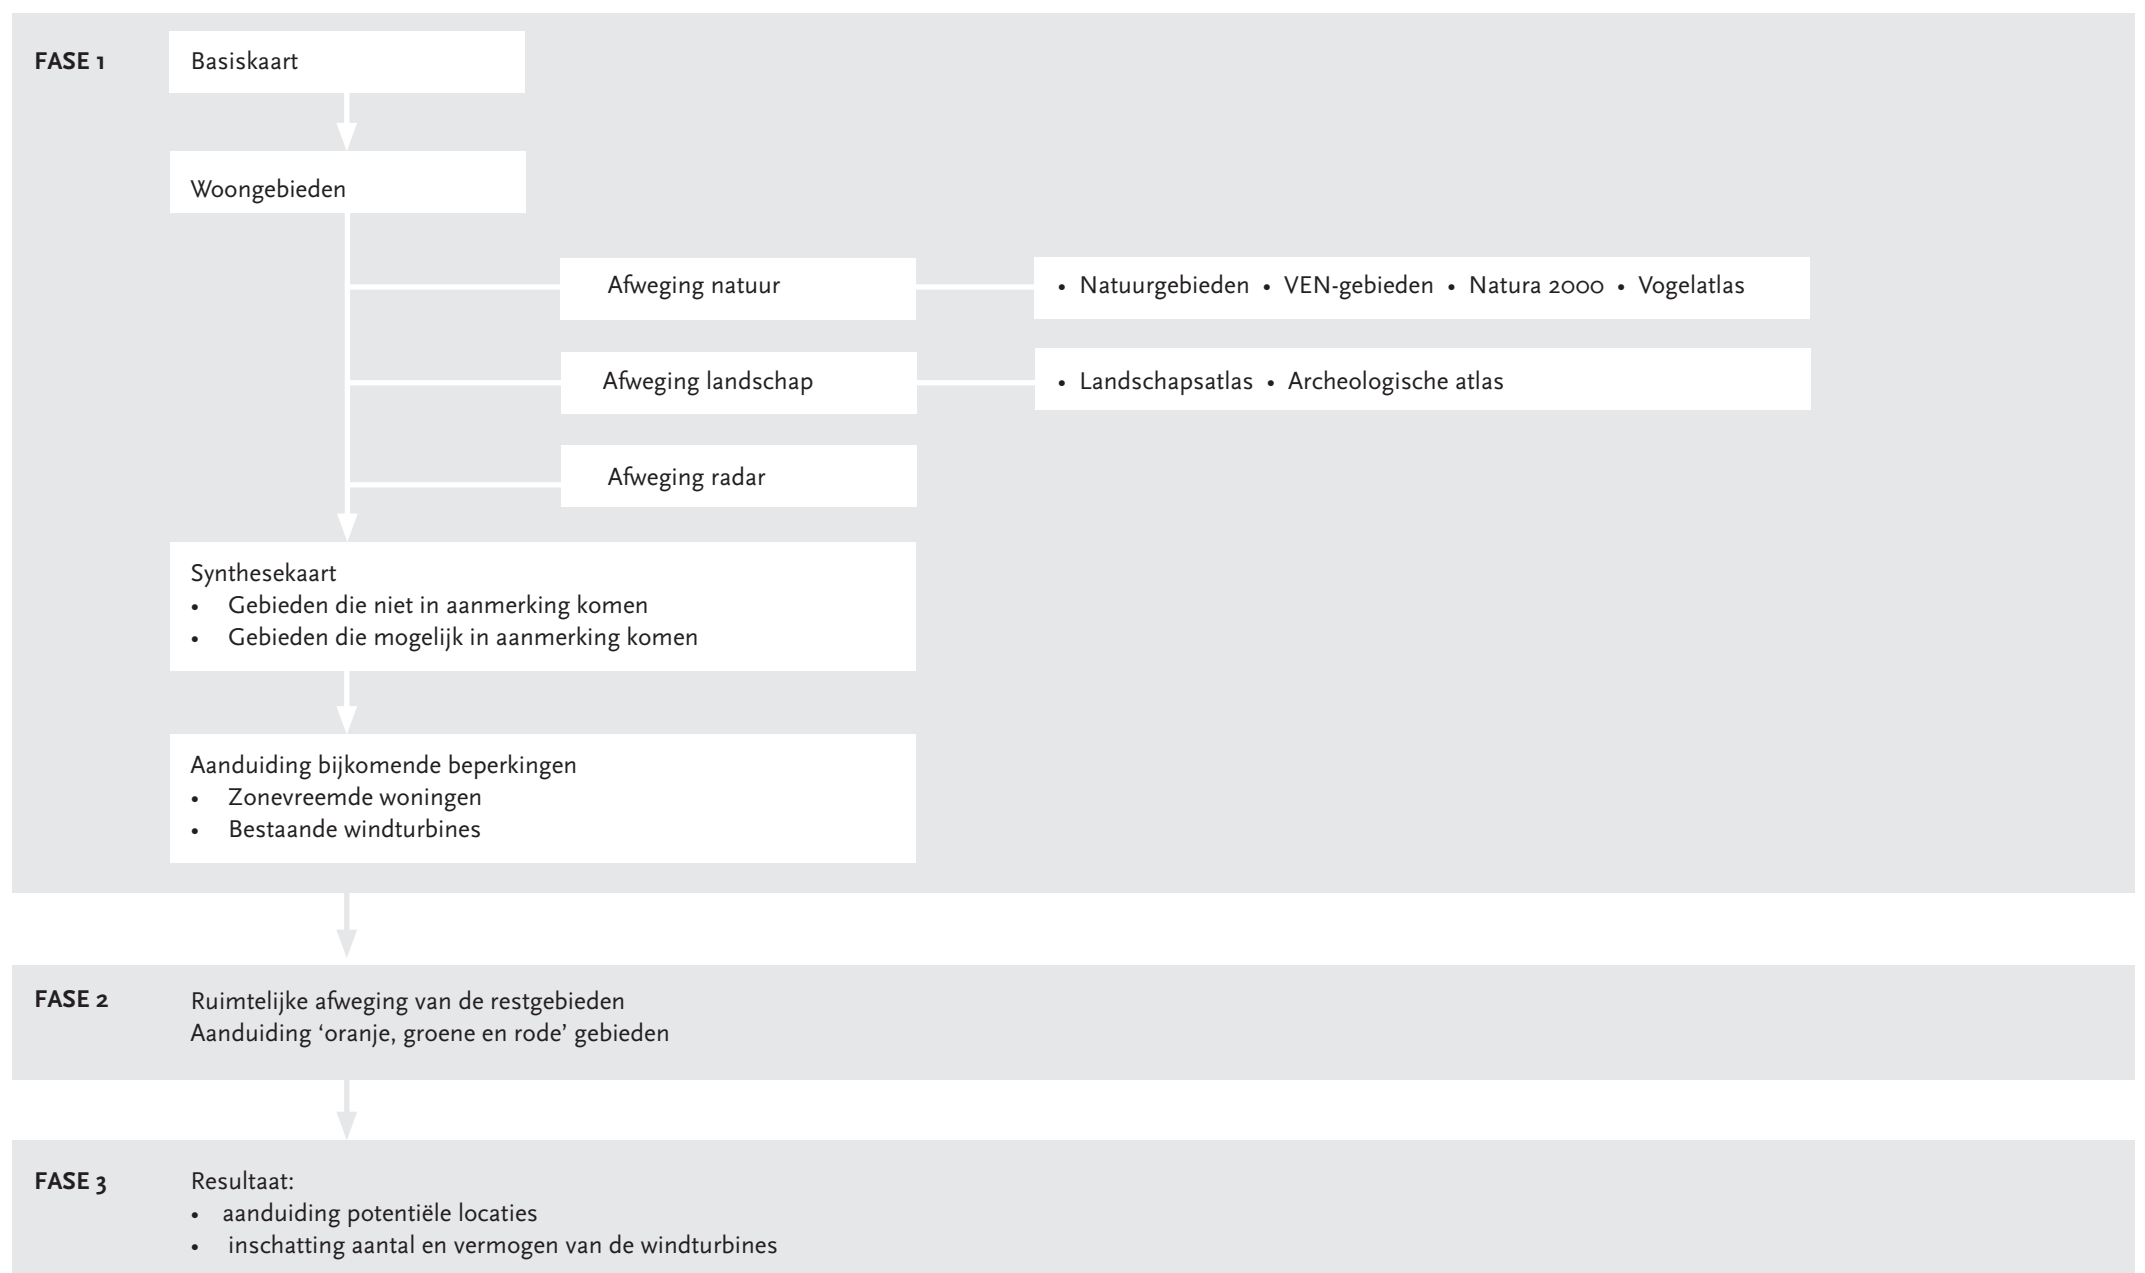 FASE 1
Basiskaart
Woongebieden
Afweging natuur
• Natuurgebieden • VEN-gebieden • Natura 2000 • Vogelatlas
Afweging landschap
• Landschapsatlas • Archeologische atlas
Afweging radar
Synthesekaart
• Gebieden die niet in aanmerking komen
• Gebieden die mogelijk in aanmerking komen
Aanduiding bijkomende beperkingen
• Zonevreemde woningen
• Bestaande windturbines
FASE 2
Ruimtelijke afweging van de restgebieden
Aanduiding ‘oranje, groene en rode’ gebieden
FASE 3
Resultaat:
• aanduiding potentiële locaties
• inschatting aantal en vermogen van de windturbines